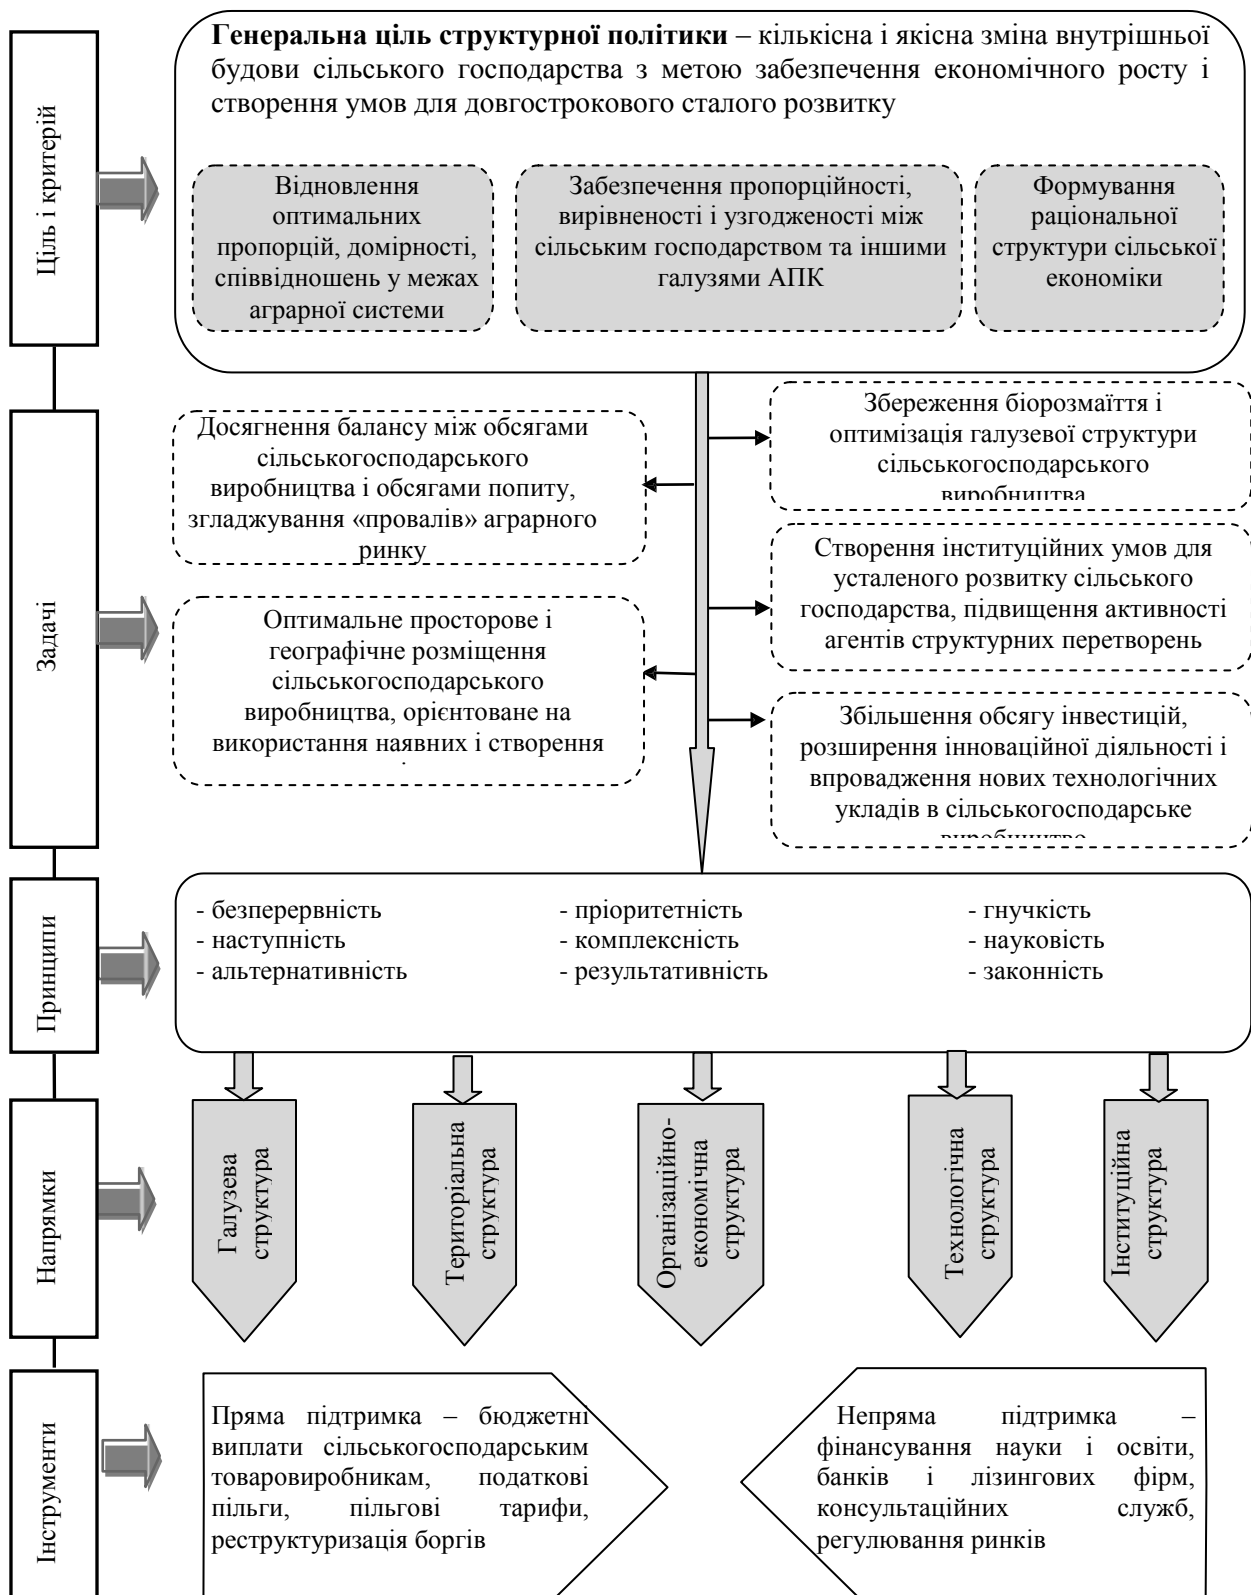 Ціль і критерій
Генеральна ціль структурної політики – кількісна і якісна зміна внутрішньої
будови сільського господарства з метою забезпечення економічного росту і
створення умов для довгострокового сталого розвитку
Відновлення
оптимальних
пропорцій, домірності,
співвідношень у межах
аграрної системи
Забезпечення пропорційності,
вирівненості і узгодженості між
сільським господарством та іншими
галузями АПК
Формування
раціональної
структури сільської
економіки
Задачі
Досягнення балансу між обсягами
сільськогосподарського
виробництва і обсягами попиту,
згладжування «провалів» аграрного
ринку
Збереження біорозмаїття і
оптимізація галузевої структури
сільськогосподарського
виробництва
Створення інституційних умов для
усталеного розвитку сільського
господарства, підвищення активності
агентів структурних перетворень
Оптимальне просторове і
географічне розміщення
сільськогосподарського
виробництва, орієнтоване на
використання наявних і створення
Збільшення обсягу інвестицій,
розширення інноваційної діяльності і
впровадження нових технологічних
укладів в сільськогосподарське
виробництво
Принципи
- безперервність
- наступність
- альтернативність
- пріоритетність
- комплексність
- результативність
- гнучкість
- науковість
- законність
Напрямки
Галузева
структура
Територіальна
структура
Організаційно-
економічна
структура
Технологічна
структура
Інституційна
структура
Інструменти
Пряма підтримка – бюджетні
виплати сільськогосподарським
товаровиробникам, податкові
пільги, пільгові тарифи,
реструктуризація боргів
Непряма підтримка –
фінансування науки і освіти,
банків і лізингових фірм,
консультаційних служб,
регулювання ринків